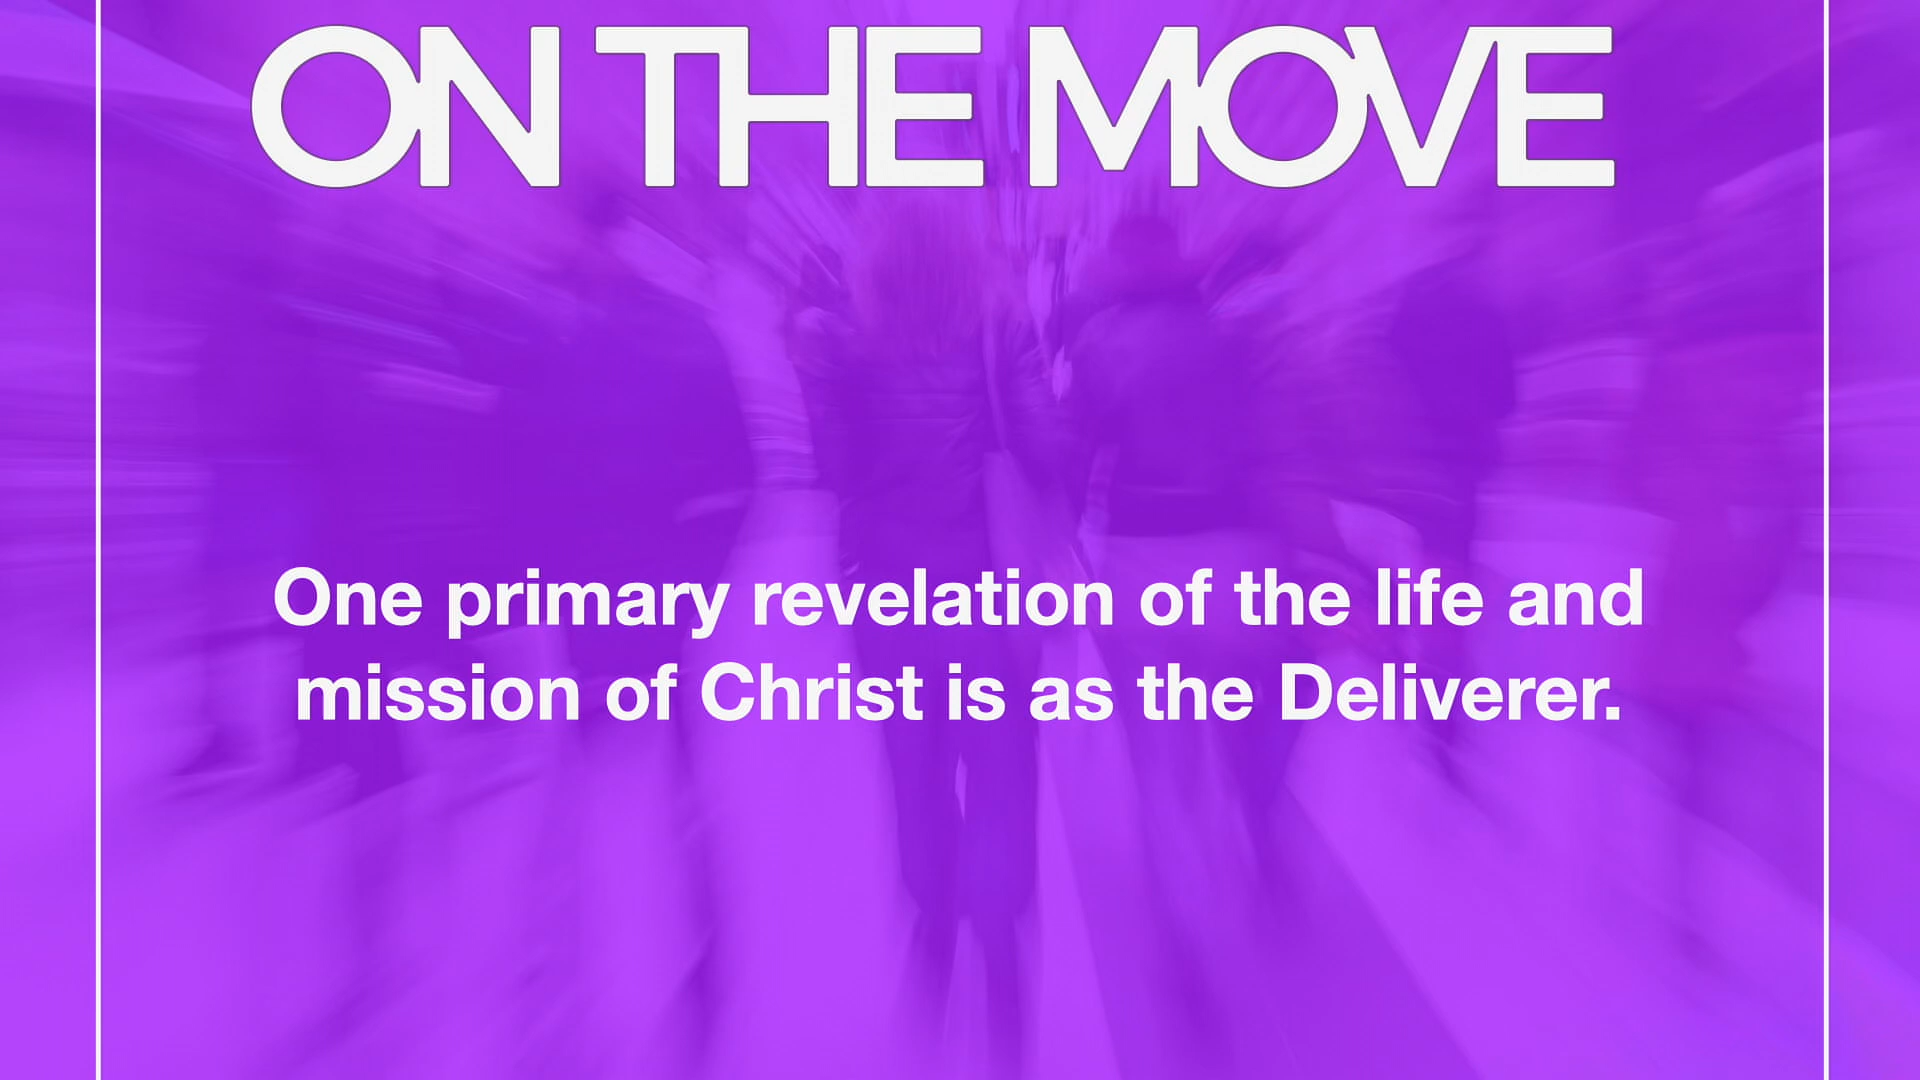 ON THE MOVE
One primary revelation of the life and
mission of Christ is as the Deliverer.